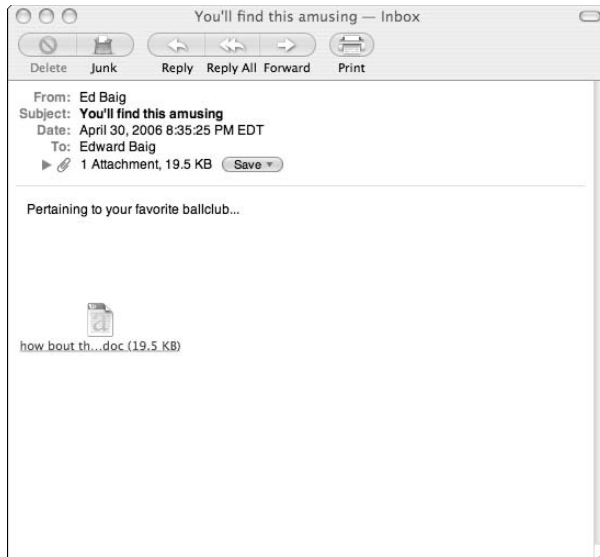 You'll find this amusing — Inbox
Delete Junk Reply Reply All Forward Print
From: Ed Baig
Subject: You'll find this amusing
Date: April 30, 2006 8:35:25 PM EDT
To: Edward Baig
1 Attachment, 19.5 KB Save
Pertaining to your favorite ballclub...
a
how bout th...doc (19.5 KB)